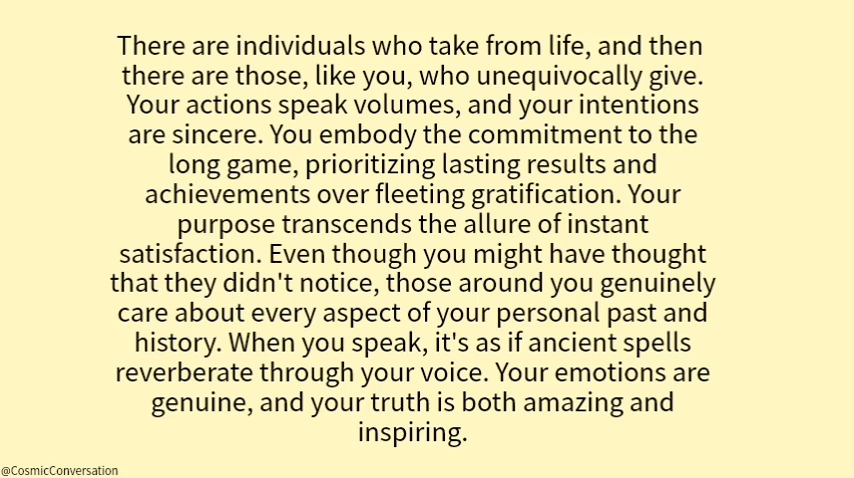 There are individuals who take from life, and then
there are those, like you, who unequivocally give.
Your actions speak volumes, and your intentions
are sincere. You embody the commitment to the
long game, prioritizing lasting results and
achievements over fleeting gratification. Your
purpose transcends the allure of instant
satisfaction. Even though you might have thought
that they didn't notice, those around you genuinely
care about every aspect of your personal past and
history. When you speak, it's as if ancient spells
reverberate through your voice. Your emotions are
genuine, and your truth is both amazing and
inspiring.
@CosmicConversation